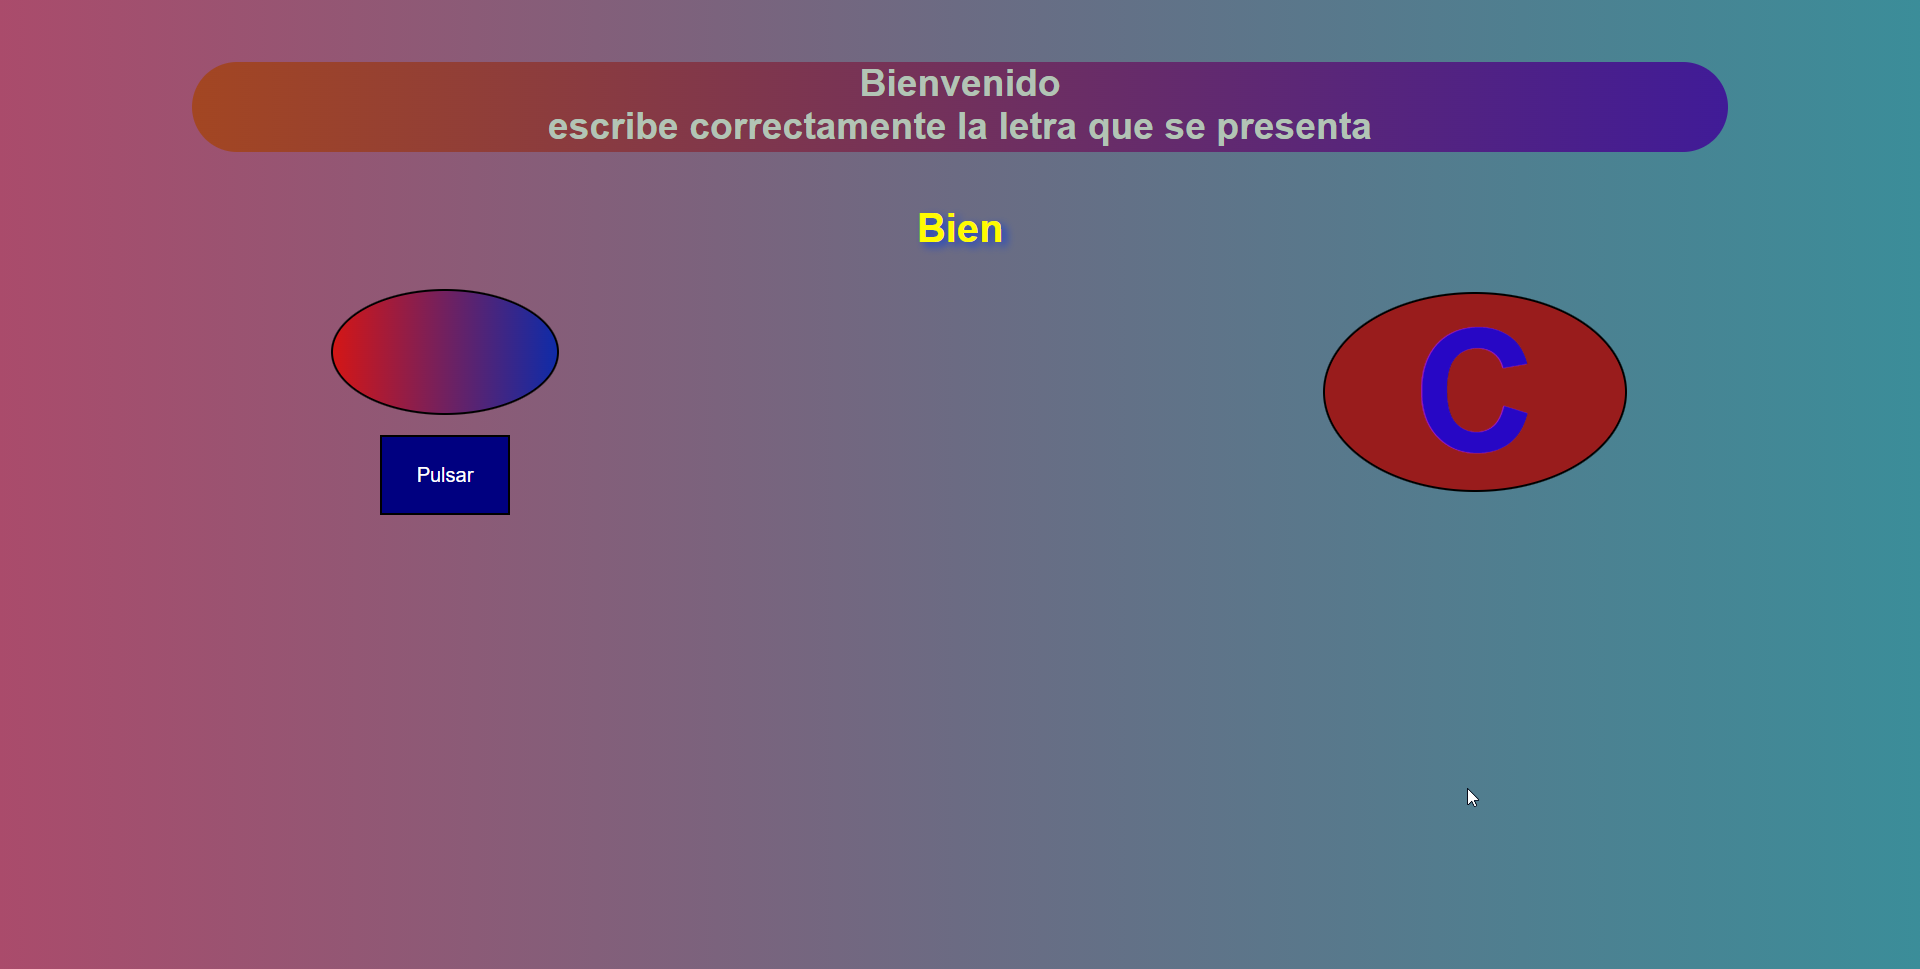 Bienvenido
escribe correctamente la letra que se presenta
Bien
C
Pulsar